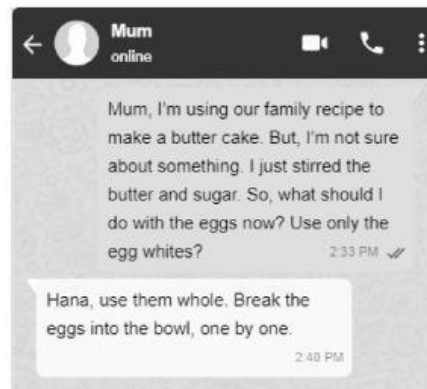 Mum
online
Mum, I'm using our family recipe to
make a butter cake. But, I'm not sure
about something. I just stirred the
butter and sugar. So, what should I
do with the eggs now? Use only the
egg whites?
2:33 PM
Hana, use them whole. Break the
eggs into the bowl, one by one.
2:40 PM